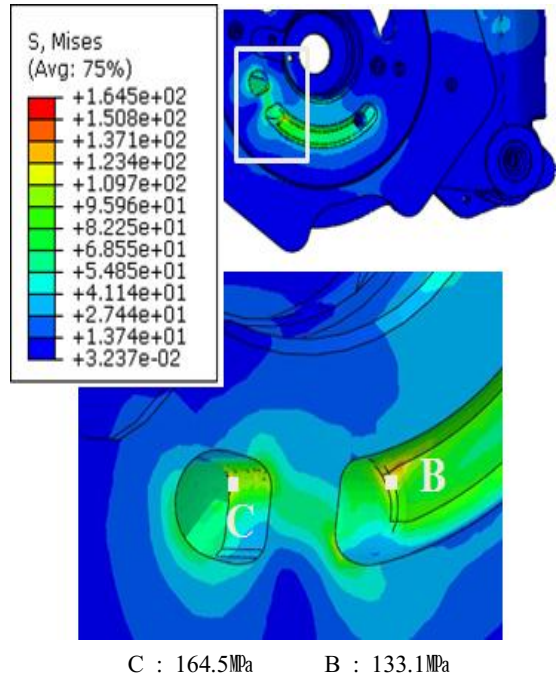 S, Mises
(Avg: 75%)
+1.645e+02
+1.508e+02
+1.371e+02
+1.234e+02
+1.097e+02
+9.596e+01
+8.225e+01
+6.855e+01
+5.485e+01
+4.114e+01
+2.744e+01
+1.374e+01
+3.237e-02
B
C
C : 164.5㎫ B : 133.1㎫